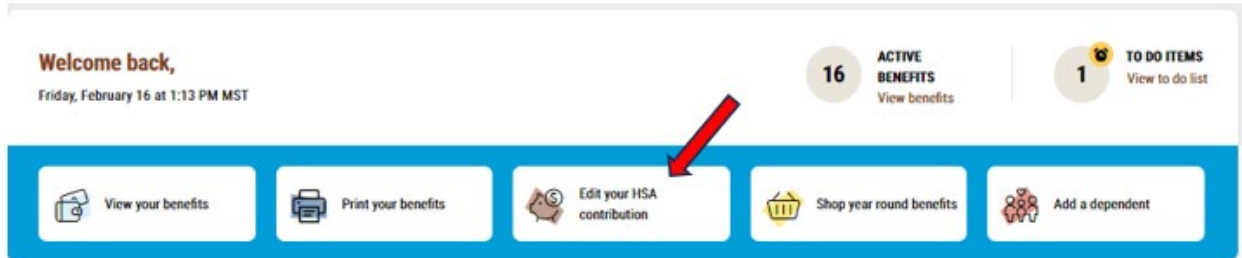 Welcome back,
Friday, February 16 at 1:13 PM MST
16
ACTIVE
BENEFITS
View benefits
1
TO DO ITEMS
View to do list
View your benefits
Print your benefits
Edit your HSA
contribution
Shop year round benefits
Add a dependent